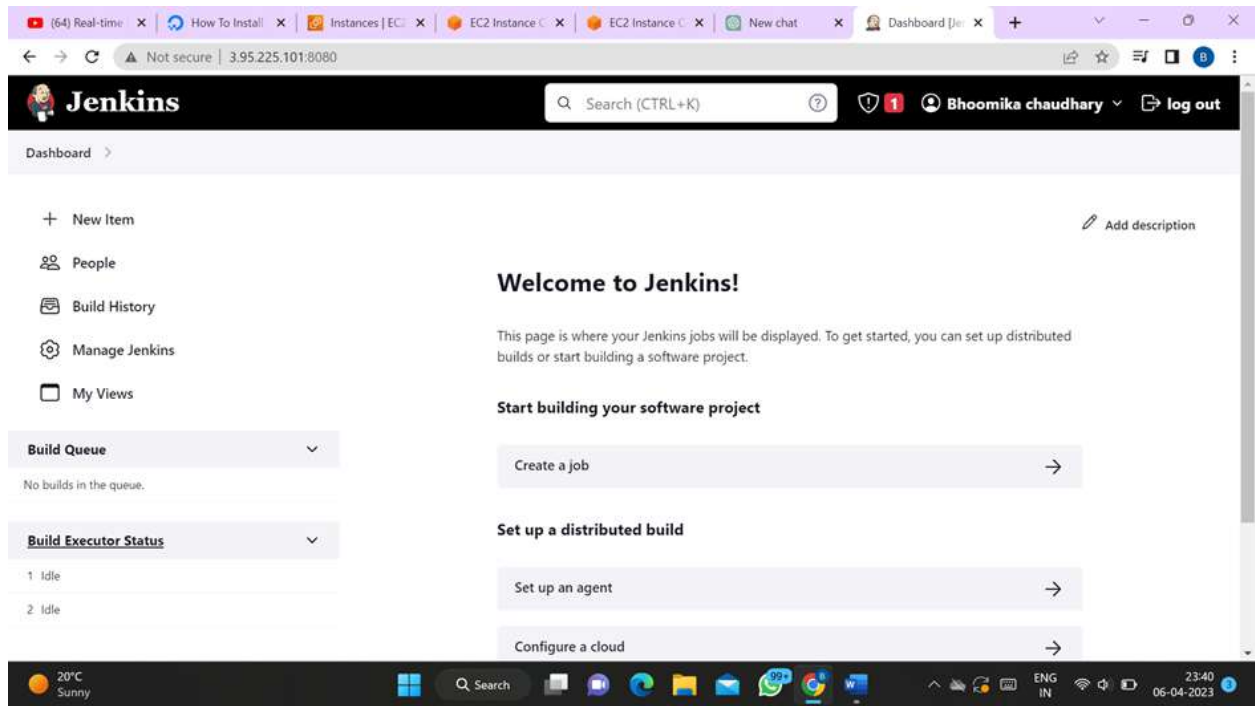 (64) Real-time
How To Install
Instances | EC
EC2 Instance C
EC2 Instance C
New chat
Dashboard [Je
Not secure
3.95.225.101:8080
B
Jenkins
Search (CTRL+K)
1
Bhoomika chaudhary
log out
Dashboard
New Item
People
Build History
Manage Jenkins
My Views
Build Queue
No builds in the queue.
Build Executor Status
1 Idle
2 Idle
Add description
Welcome to Jenkins!
This page is where your Jenkins jobs will be displayed. To get started, you can set up distributed
builds or start building a software project.
Start building your software project
Create a job
Set up a distributed build
Set up an agent
Configure a cloud
20°C
Sunny
Search
99+
ENG
IN
23:40
06-04-2023
3